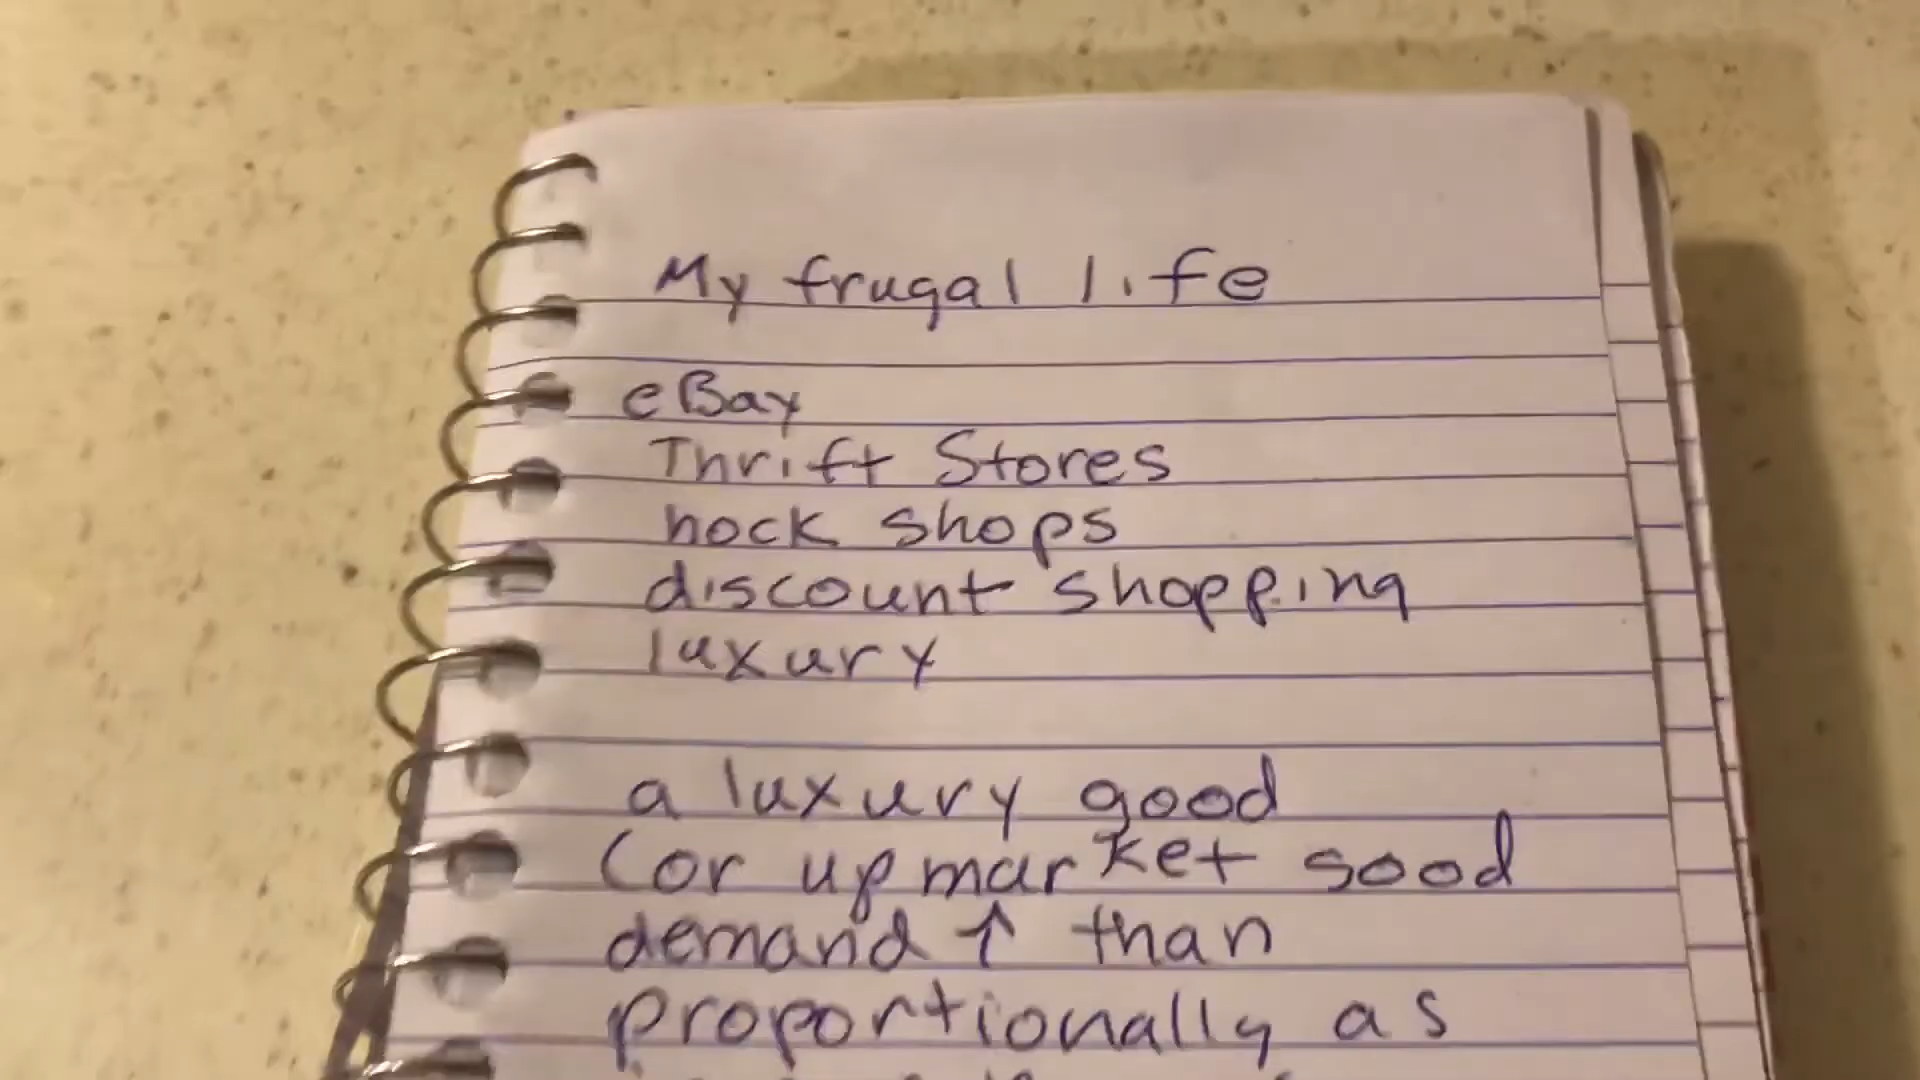 My frugal life
eBay
Thrift Stores
hock shops
discount shopping
luxury
a luxury good
(or upmarket good
demand ↑ than
proportionally as